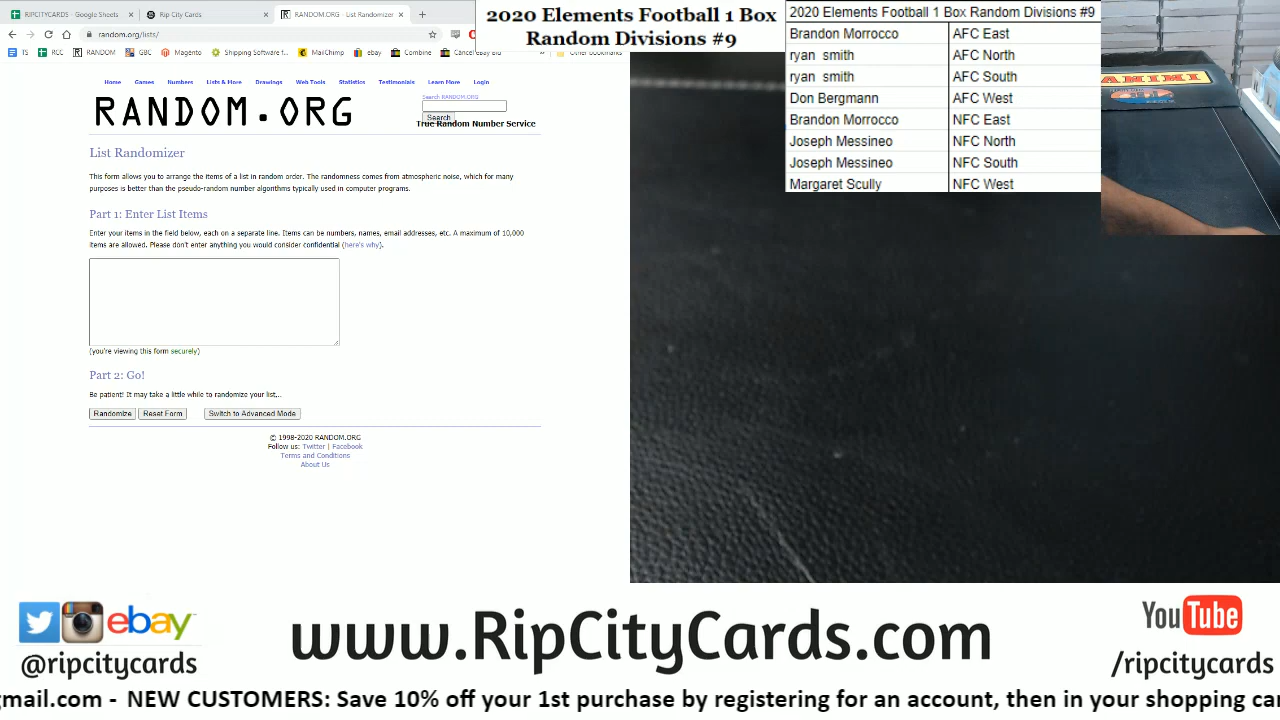 RIPCITYCARDS - Google Sheets
Rip City Cards
RANDOM.ORG - List Randomizer
random.org/lists/
TS
RCC
RANDOM
GBC
Magento
Shipping Software f...
MailChimp
ebay
Combine
Cancel eBay Bid
Other bookmarks
Home Games Numbers Lists & More Drawings Web Tools Statistics Testimonials Learn More Login
RANDOM.ORG
Search RANDOM.ORG
Search
True Random Number Service
List Randomizer
This form allows you to arrange the items of a list in random order. The randomness comes from atmospheric noise, which for many
purposes is better than the pseudo-random number algorithms typically used in computer programs.
Part 1: Enter List Items
Enter your items in the field below, each on a separate line. Items can be numbers, names, email addresses, etc. A maximum of 10,000
items are allowed. Please don't enter anything you would consider confidential (here's why).
(you're viewing this form securely)
Part 2: Go!
Be patient! It may take a little while to randomize your list,..
Randomize Reset Form Switch to Advanced Mode
© 1998-2020 RANDOM.ORG
Follow us: Twitter | Facebook
Terms and Conditions
About Us
2020 Elements Football 1 Box
Random Divisions #9
2020 Elements Football 1 Box Random Divisions #9
Brandon Morrocco AFC East
ryan smith AFC North
ryan smith AFC South
Don Bergmann AFC West
Brandon Morrocco NFC East
Joseph Messineo NFC North
Joseph Messineo NFC South
Margaret Scully NFC West
PANINI
ebay
@ripcitycards
www.RipCityCards.com
YouTube
/ripcitycards
gmail.com - NEW CUSTOMERS: Save 10% off your 1st purchase by registering for an account, then in your shopping car